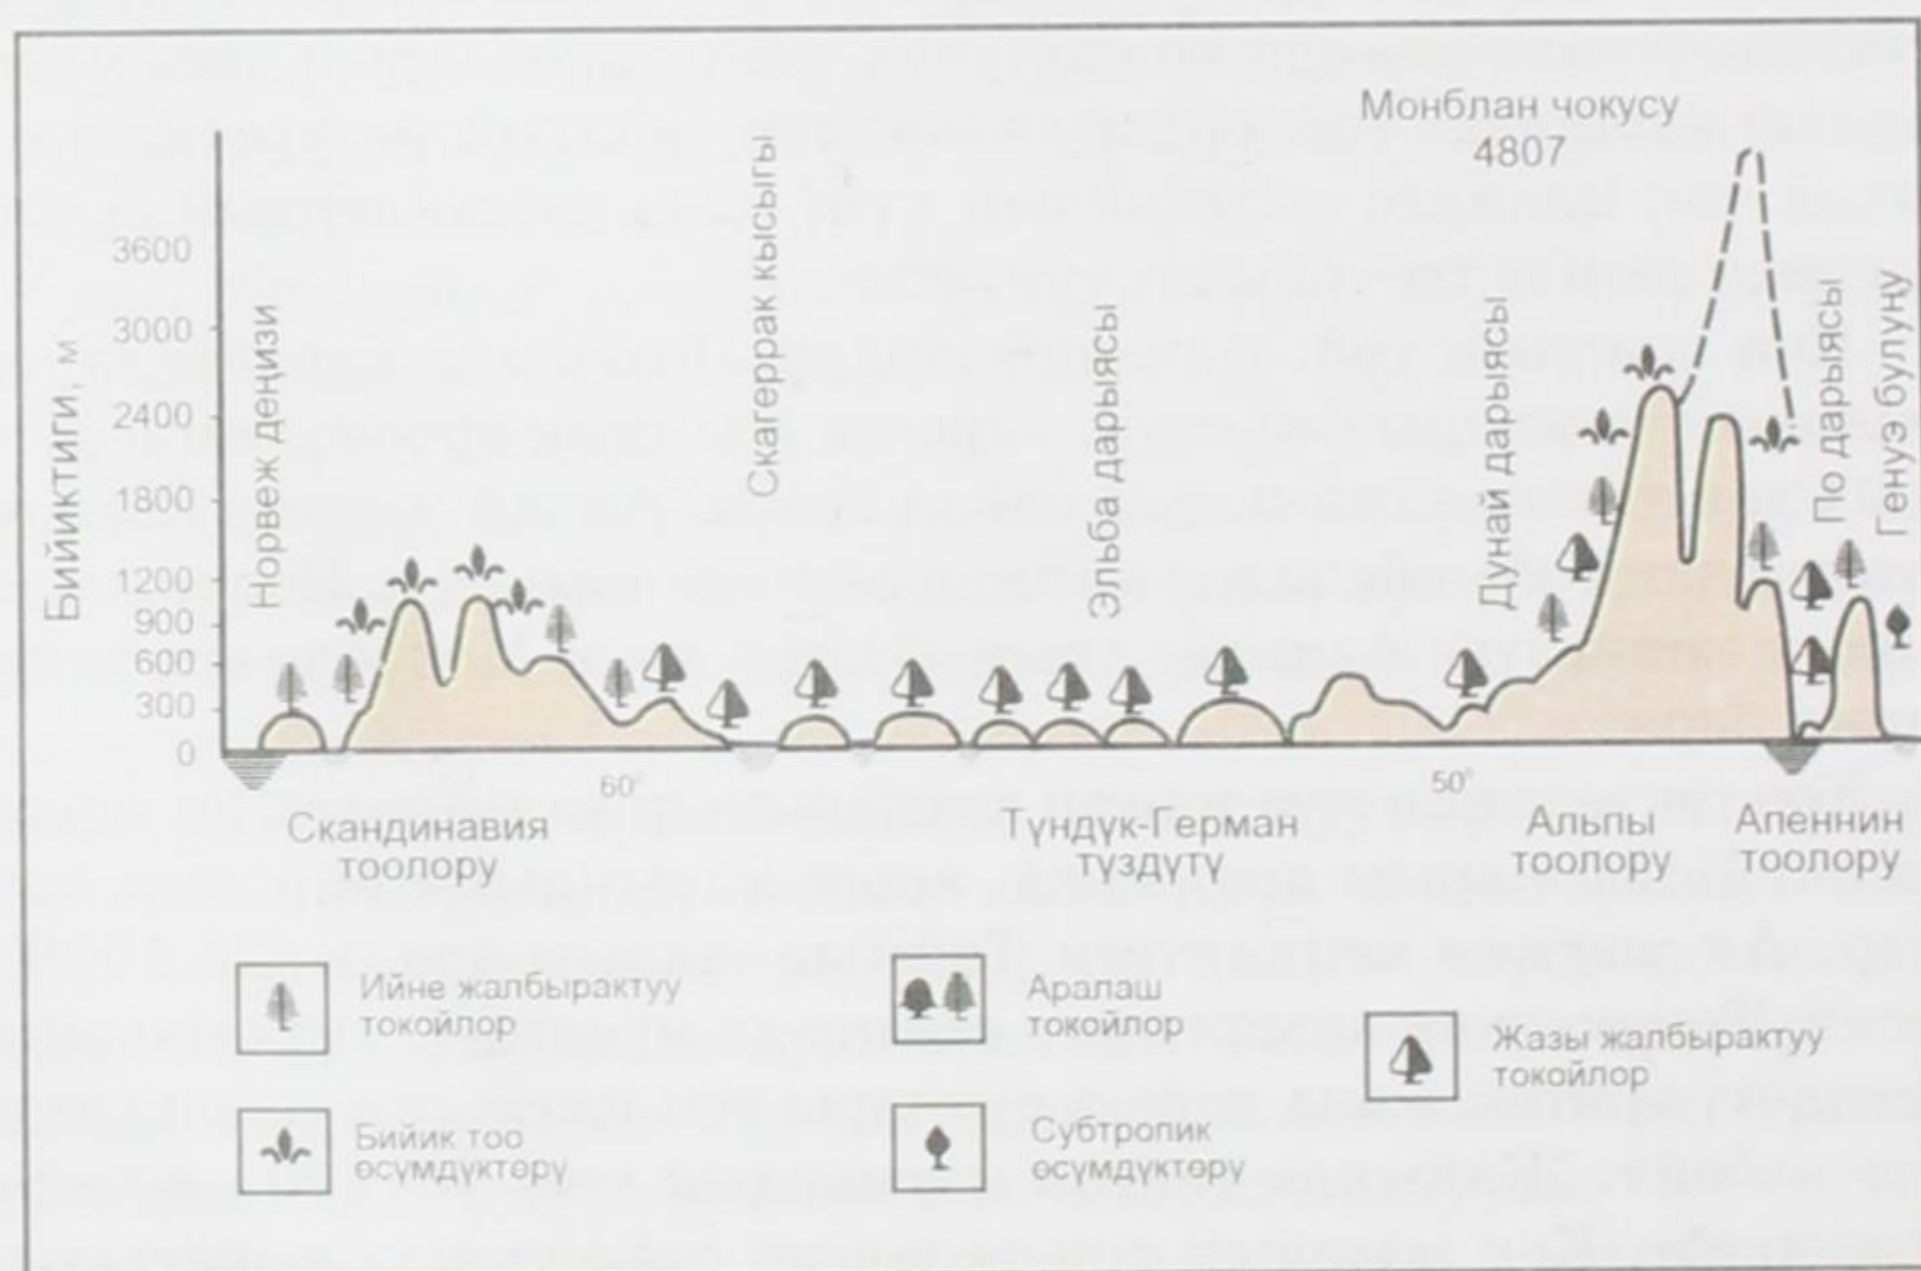 Монблан чокусу
4807
Бийиктиги, м
3600
3000
2400
1800
1200
900
600
300
0
Норвеж деңизи
Скагеррак кысыгы
Эльба дарыясы
Дунай дарыясы
По дарыясы
Генуэ булуңу
60°
50°
Скандинавия
тоолору
Түндүк-Герман
түздүтү
Альпы
тоолору
Апеннин
тоолору
Ийне жалбырактуу
токойлор
Аралаш
токойлор
Жазы жалбырактуу
токойлор
Бийик тоо
өсүмдүктөрү
Субтропик
өсүмдүктөрү